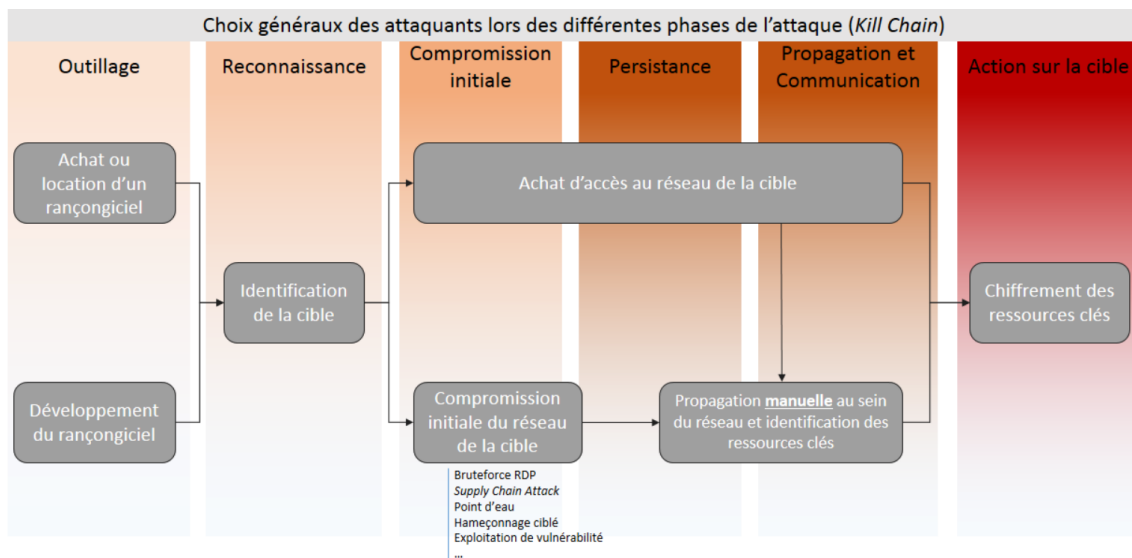 Choix généraux des attaquants lors des différentes phases de l'attaque (Kill Chain)
Outillage
Reconnaissance
Compromission
initiale
Persistance
Propagation et
Communication
Action sur la cible
Achat ou
location d'un
rançongiciel
Achat d'accès au réseau de la cible
Identification
de la cible
Chiffrement des
ressources clés
Développement
du rançongiciel
Compromission
initiale du réseau
de la cible
Propagation manuelle au sein
du réseau et identification des
ressources clés
Bruteforce RDP
Supply Chain Attack
Point d'eau
Hameçonnage ciblé
Exploitation de vulnérabilité
...